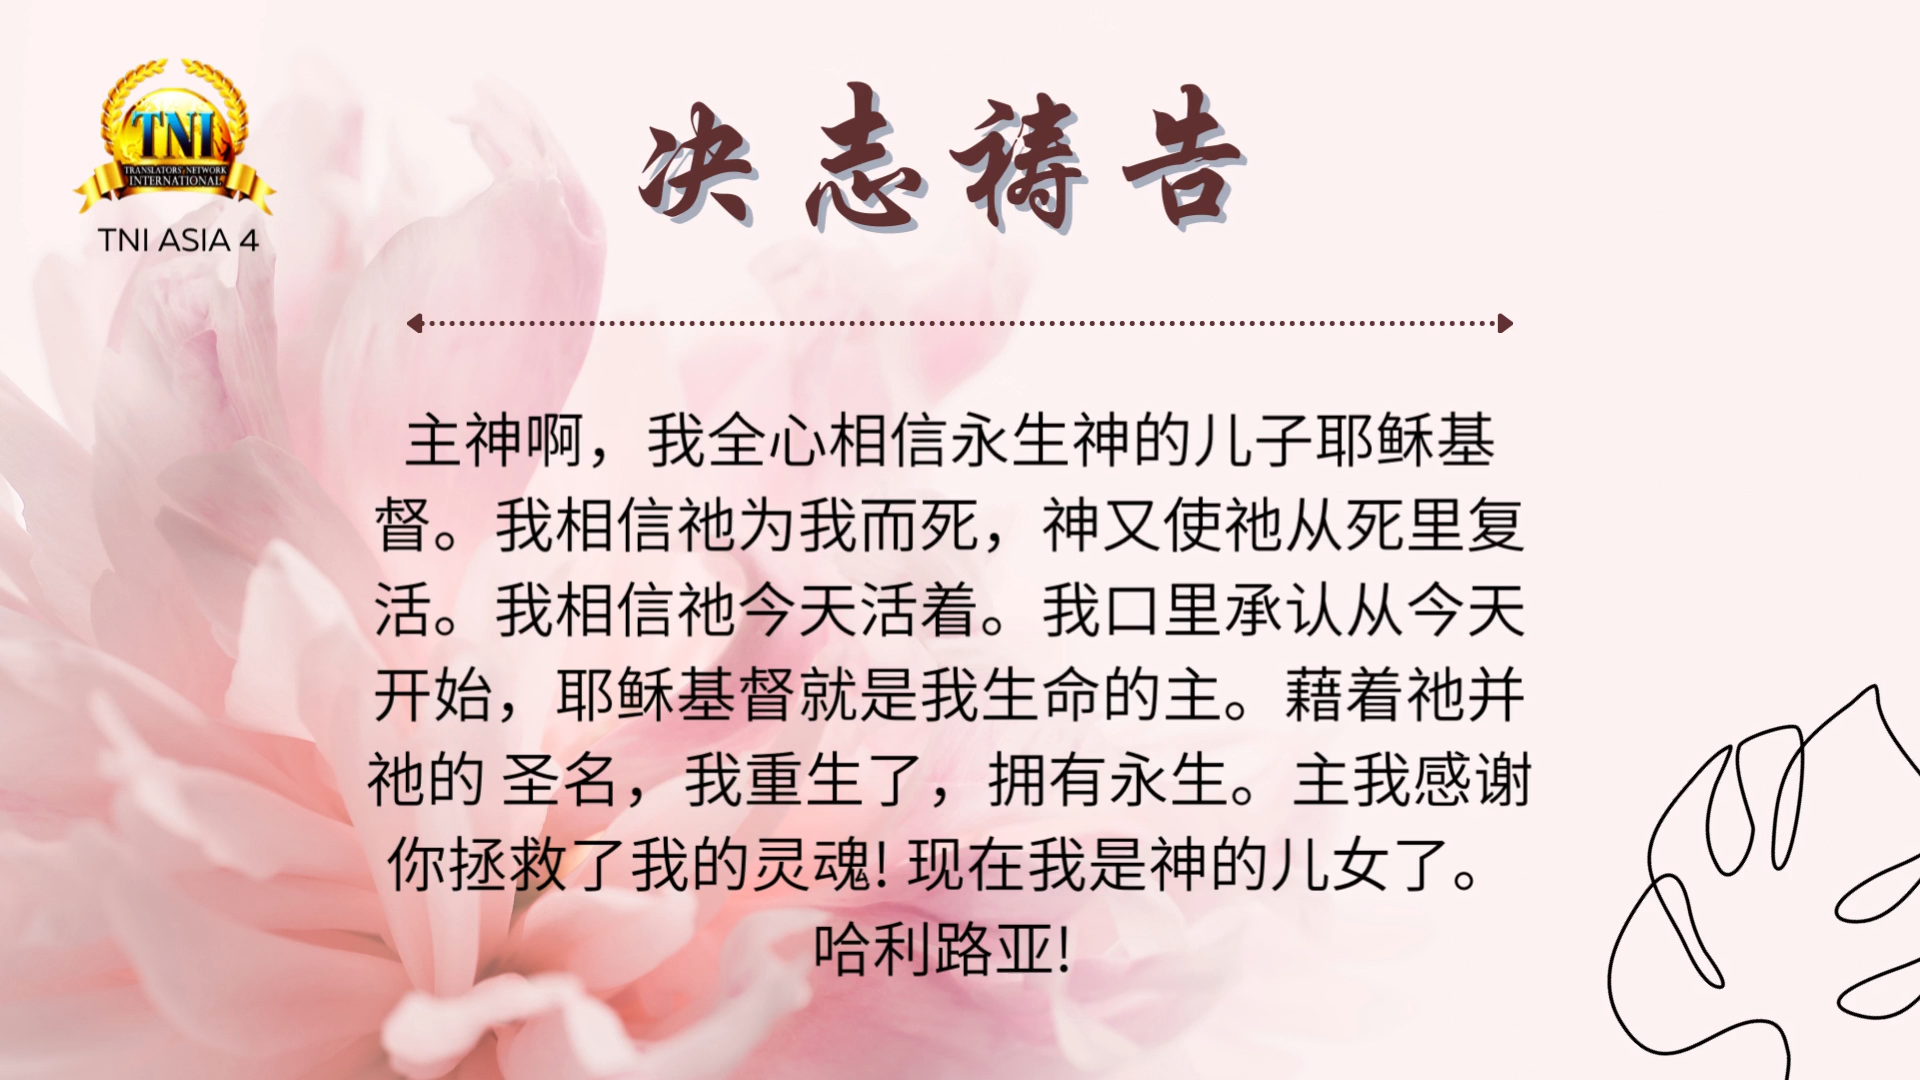 TNI
TRANSLATORS NETWORK
INTERNATIONAL
TNI ASIA 4
决志祷告
主神啊，我全心相信永生神的儿子耶稣基
督。我相信祂为我而死，神又使祂从死里复
活。我相信祂今天活着。我口里承认从今天
开始，耶稣基督就是我生命的主。藉着祂并
祂的 圣名，我重生了，拥有永生。主我感谢
你拯救了我的灵魂! 现在我是神的儿女了。
哈利路亚!